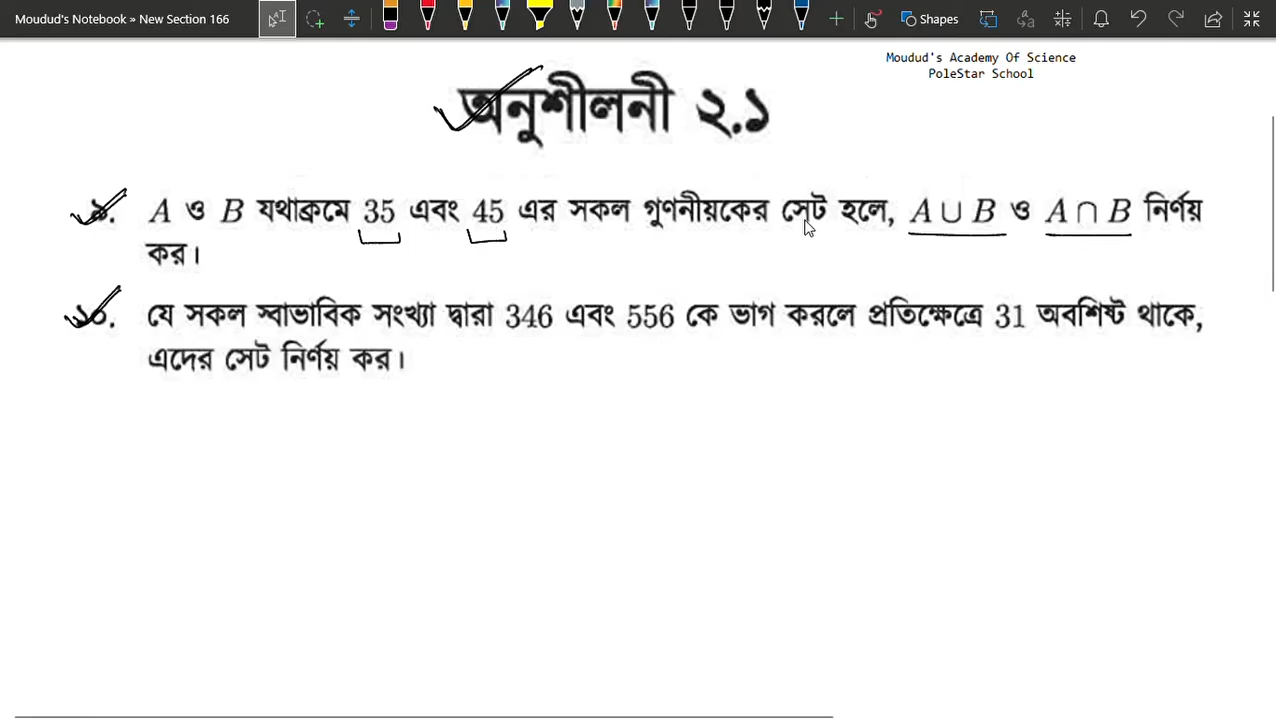 Moudud's Notebook » New Section 166
Shapes
Moudud's Academy Of Science
PoleStar School
অনুশীলনী ২.১
৯. A ও B যথাক্রমে 35 এবং 45 এর সকল গুণনীয়কের সেট হলে, A ∪ B ও A ∩ B নির্ণয়
কর।
১০. যে সকল স্বাভাবিক সংখ্যা দ্বারা 346 এবং 556 কে ভাগ করলে প্রতিক্ষেত্রে 31 অবশিষ্ট থাকে,
এদের সেট নির্ণয় কর।